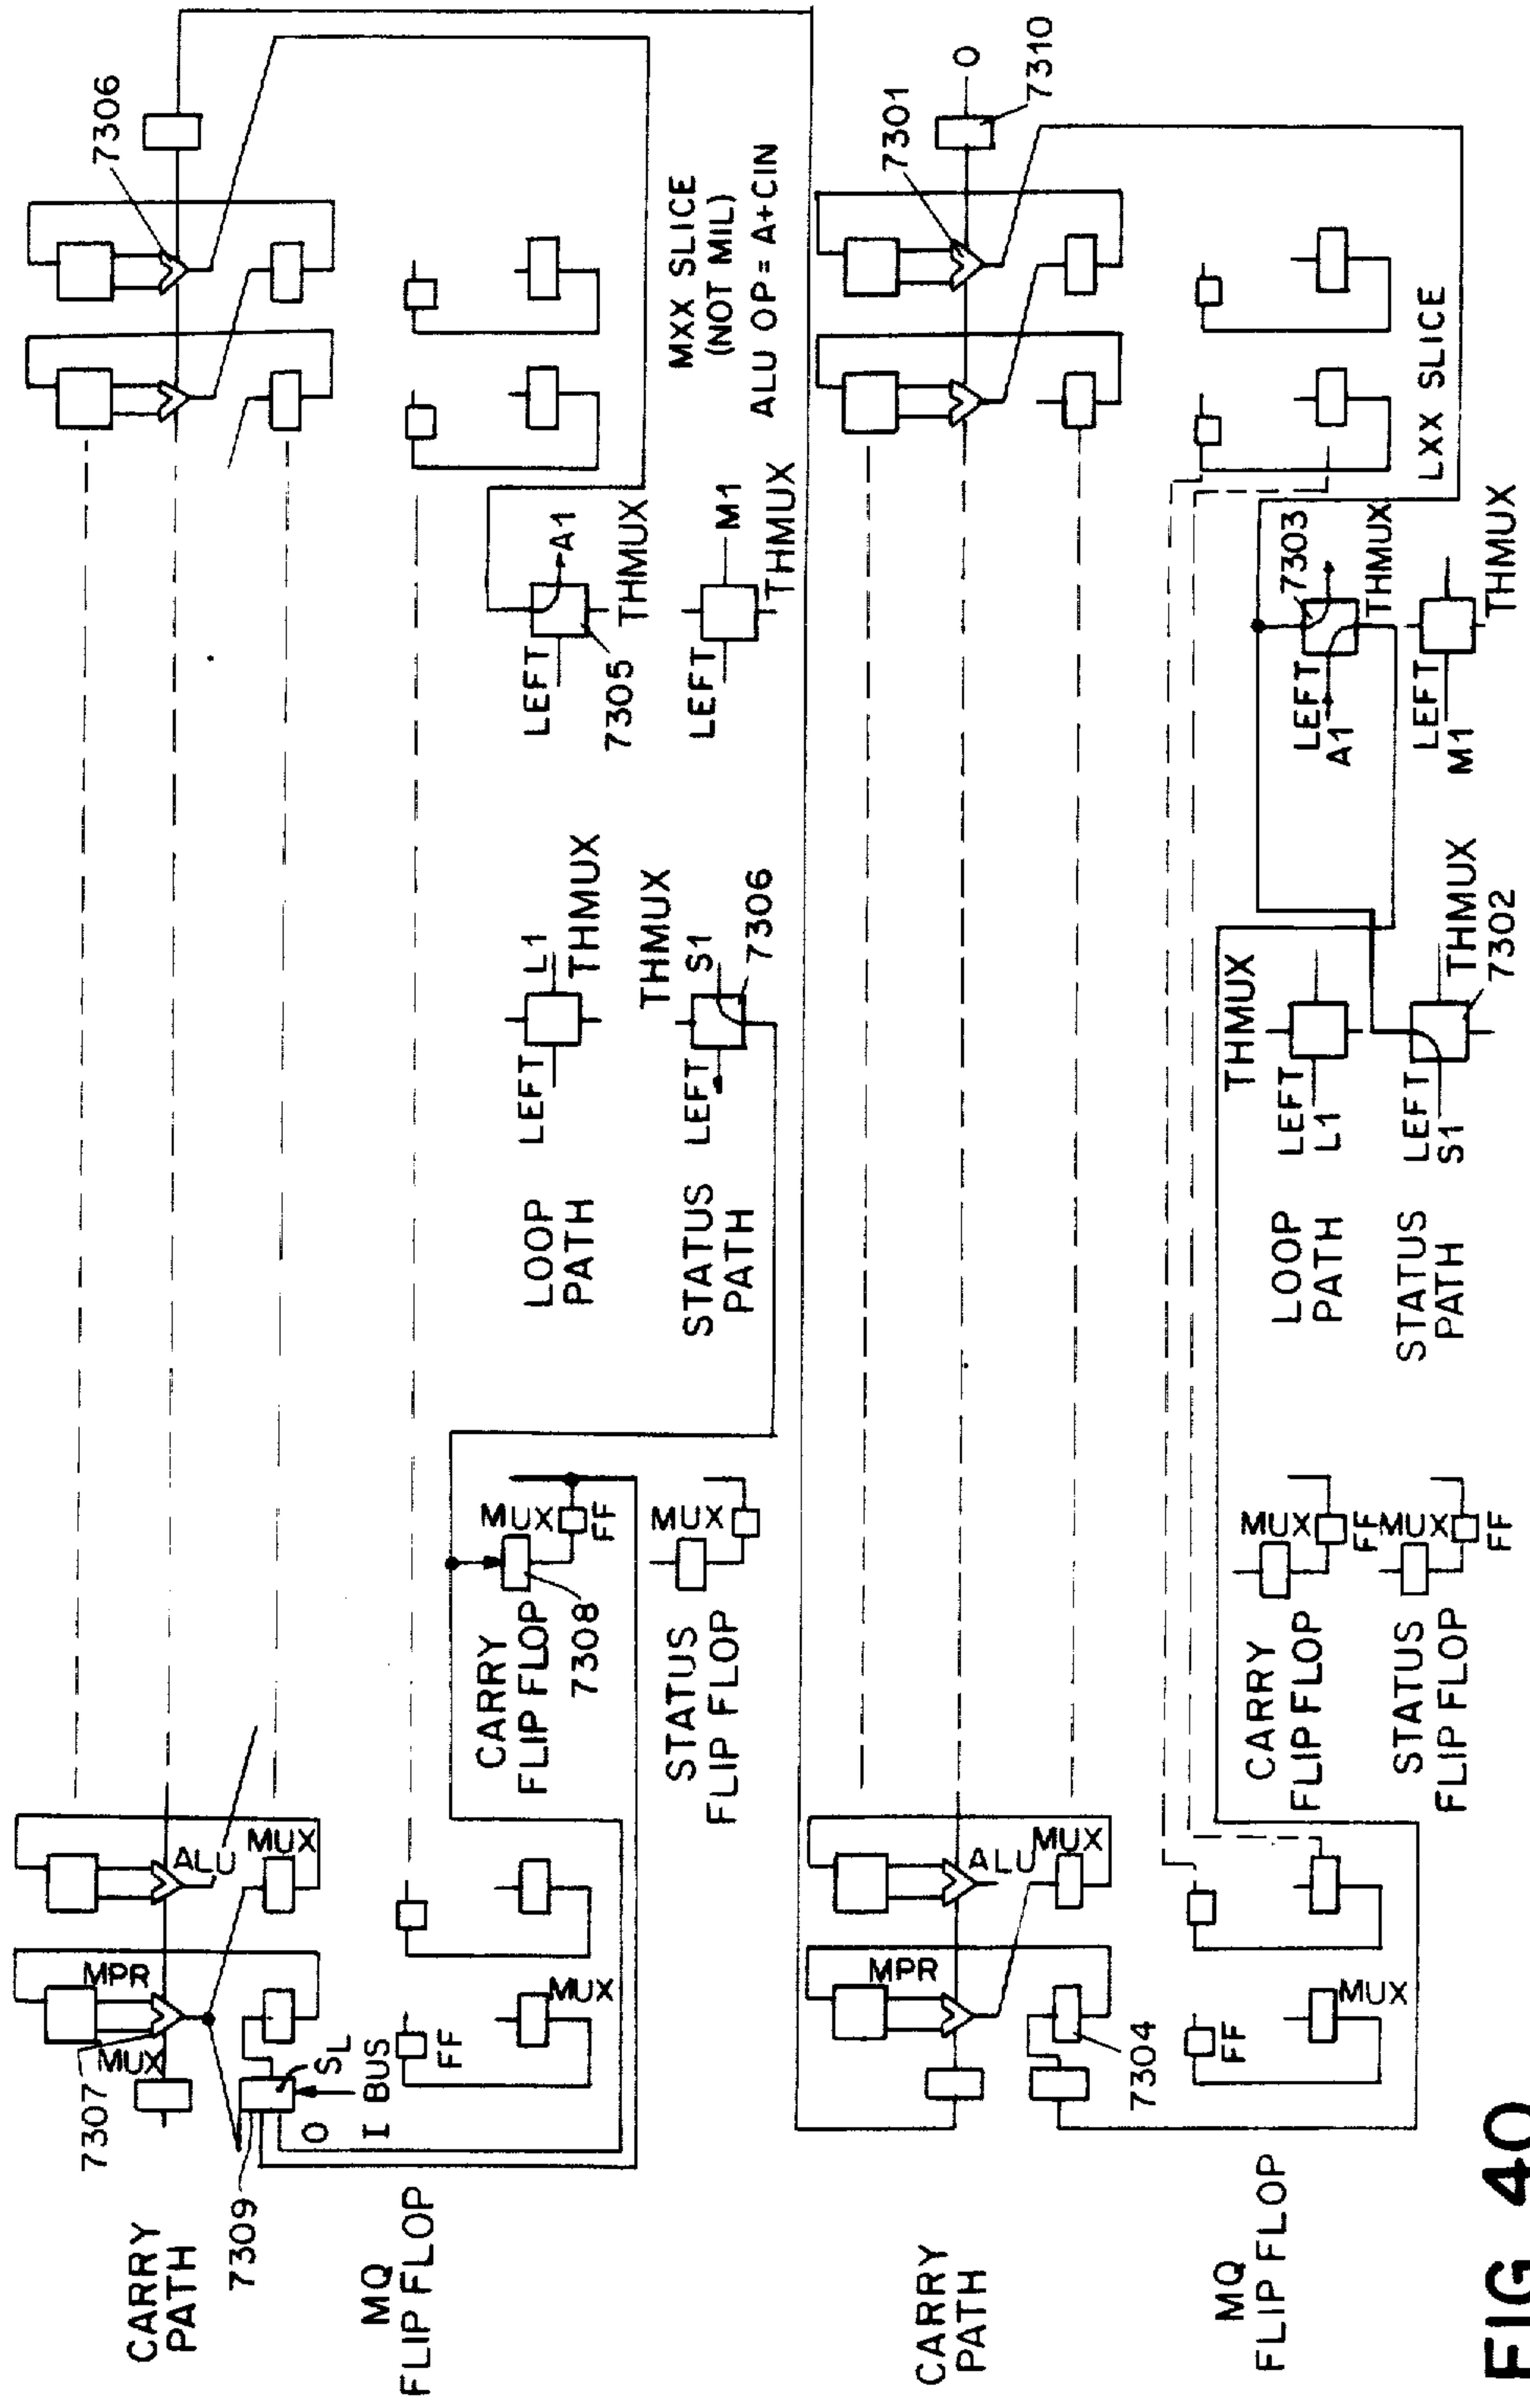 7306
MXX SLICE
(NOT MIL)
ALU OP = A+CIN
A1
THMUX
LEFT
7305
M1
THMUX
LEFT
L1
THMUX
LEFT
LOOP
PATH
THMUX
S1
LEFT
7306
STATUS
PATH
MUX
FF
CARRY
FLIP FLOP
7308
MUX
STATUS
FLIP FLOP
ALU
MUX
MPR
MUX
7307
SL
BUS
O
I
7309
FF
MUX
CARRY
PATH
MQ
FLIP FLOP
O
7310
7301
LXX SLICE
7303
THMUX
LEFT
A1
THMUX
LEFT
M1
THMUX
LEFT
L1
LOOP
PATH
THMUX
7302
LEFT
S1
STATUS
PATH
MUX
FF
CARRY
FLIP FLOP
MUX
FF
STATUS
FLIP FLOP
ALU
MUX
MPR
7304
FF
MUX
CARRY
PATH
MQ
FLIP FLOP
FIG 40